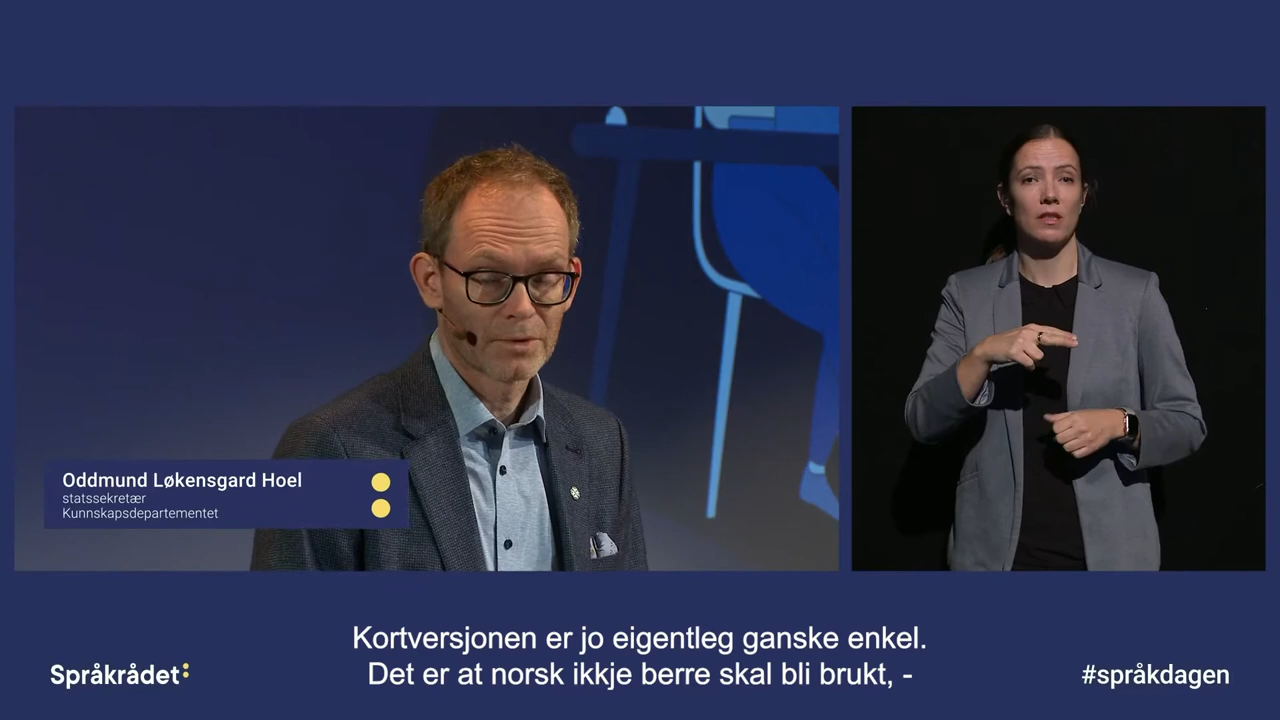 Oddmund Løkensgard Hoel
statssekretær
Kunnskapsdepartementet
Kortversjonen er jo eigentleg ganske enkel.
Det er at norsk ikkje berre skal bli brukt, -
Språkrådet:
#språkdagen